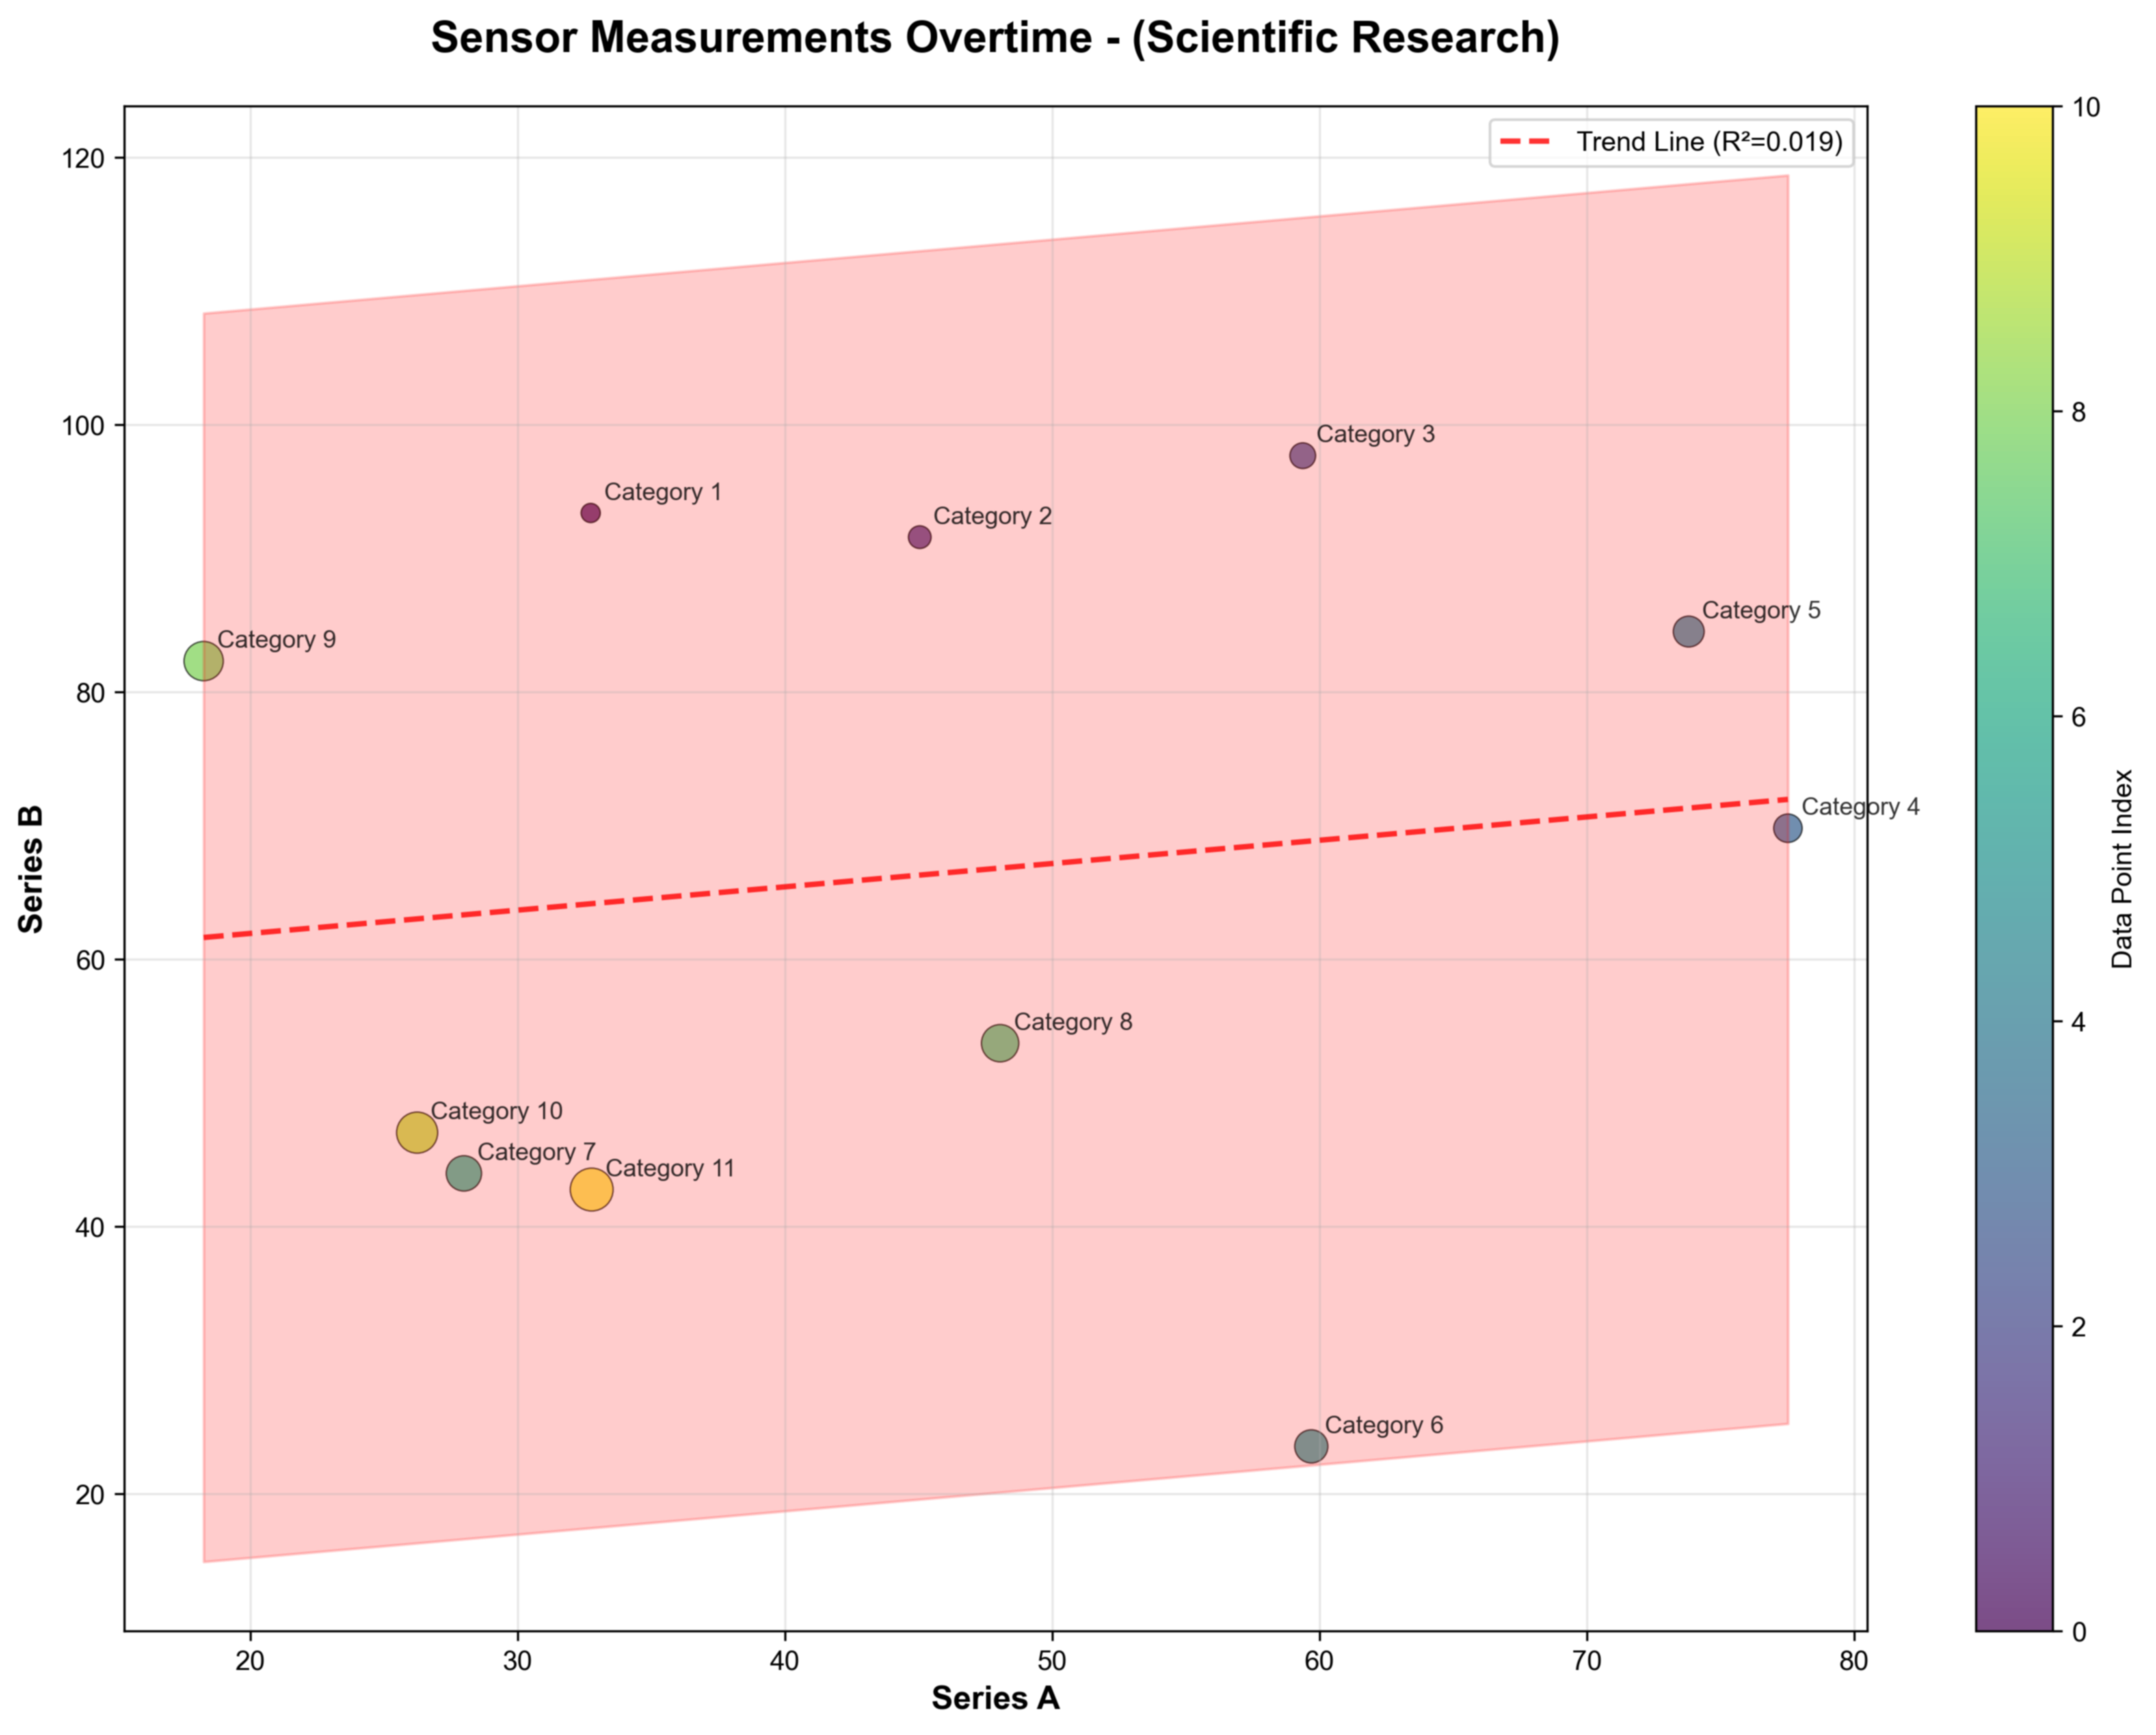 Sensor Measurements Overtime - (Scientific Research)
Trend Line (R²=0.019)
120
100
80
60
40
20
Series B
Category 3
Category 1
Category 2
Category 5
Category 9
Category 4
Category 8
Category 10
Category 7
Category 11
Category 6
20
30
40
50
60
70
80
Series A
10
8
6
4
2
0
Data Point Index